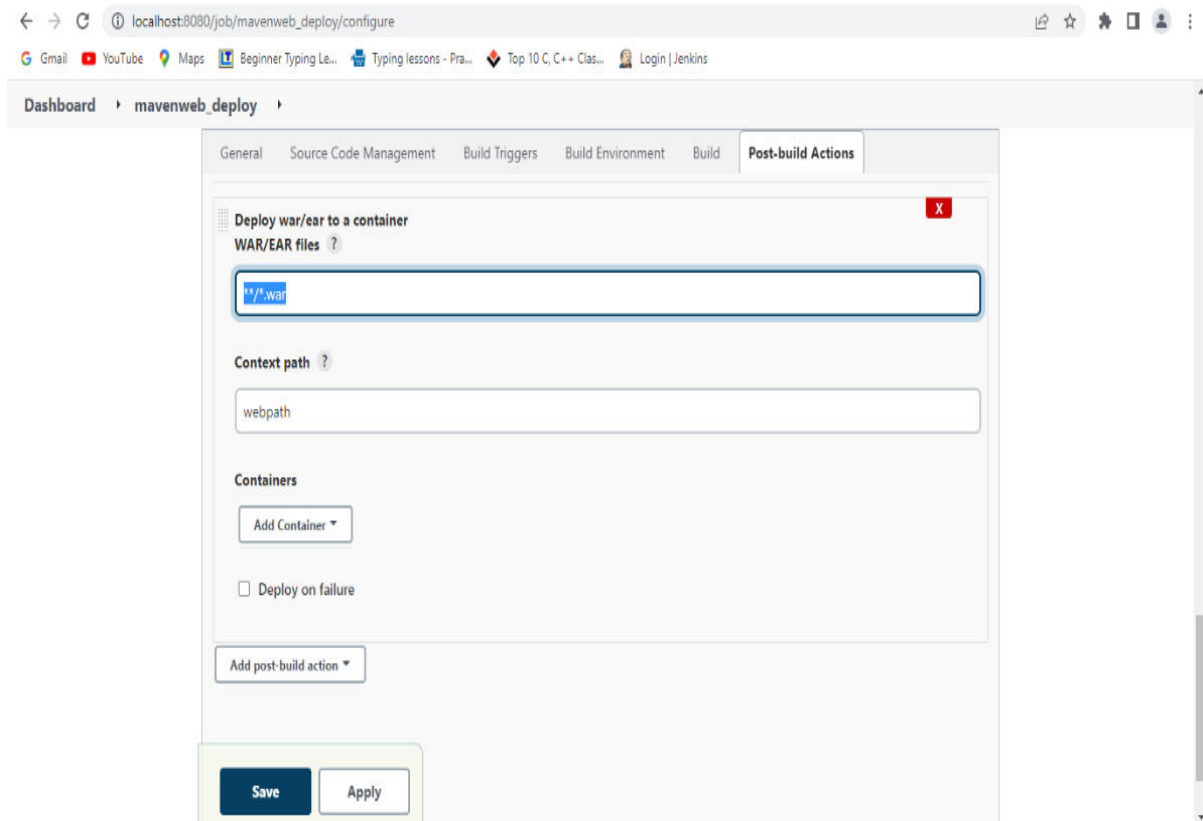 localhost:8080/job/mavenweb_deploy/configure
Gmail YouTube Maps Beginner Typing Le... Typing lessons - Pra... Top 10 C, C++ Clas... Login | Jenkins
Dashboard mavenweb_deploy
General Source Code Management Build Triggers Build Environment Build Post-build Actions
X
Deploy war/ear to a container
WAR/EAR files ?
**/*.war
Context path ?
webpath
Containers
Add Container
Deploy on failure
Add post-build action
Save Apply